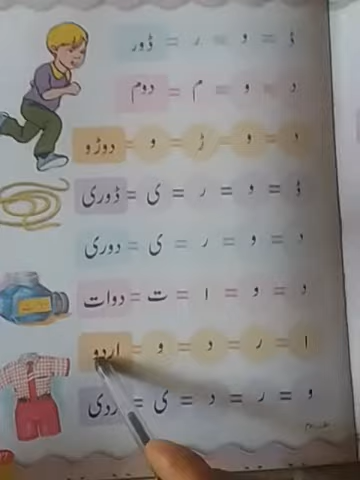 ڈ = و = ر = ڈور
د = و = م = دوم
د = و = ڑ = و = دوڑو
ڈ = و = ر = ی = ڈوری
د = و = ر = ی = دوری
د = و = ا = ت = دوات
ا = ر = د = و = اردو
و = ر = د = ی = وردی